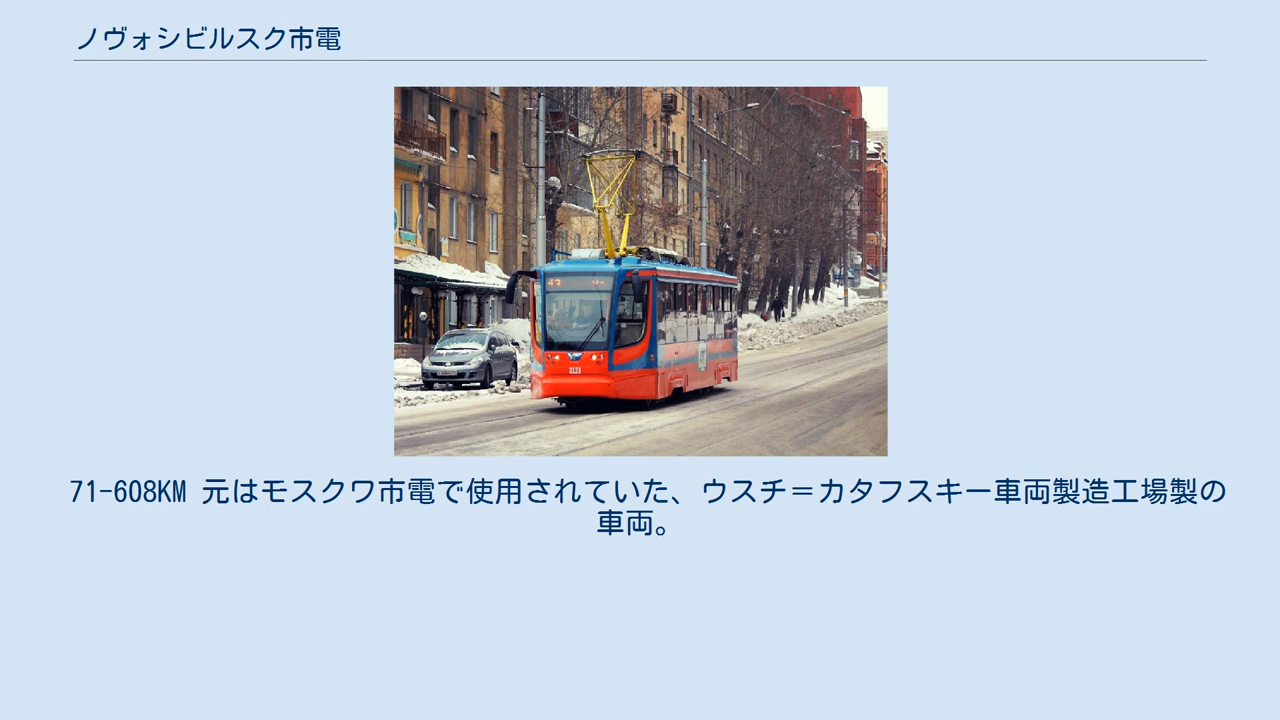 ノヴォシビルスク市電
3121
71-608KM 元はモスクワ市電で使用されていた、ウスチ＝カタフスキー車両製造工場製の
車両。